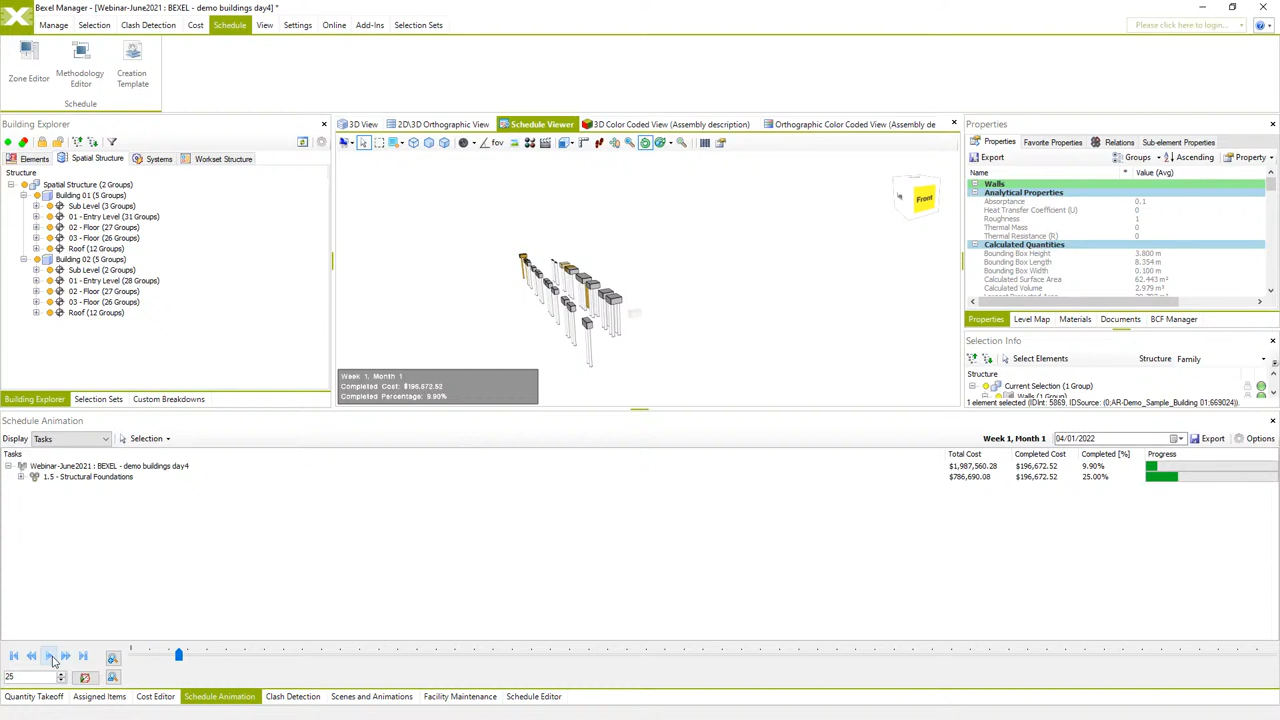 Bexel Manager - [Webinar-June2021 : BEXEL - demo buildings day4] *
Manage Selection Clash Detection Cost Schedule View Settings Online Add-Ins Selection Sets
Please click here to login...
Zone Editor
Methodology Editor
Creation Template
Schedule
Building Explorer
Elements Spatial Structure Systems Workset Structure
Structure
Spatial Structure (2 Groups)
Building 01 (5 Groups)
Sub Level (3 Groups)
01 - Entry Level (31 Groups)
02 - Floor (27 Groups)
03 - Floor (26 Groups)
Roof (12 Groups)
Building 02 (5 Groups)
Sub Level (2 Groups)
01 - Entry Level (28 Groups)
02 - Floor (27 Groups)
03 - Floor (26 Groups)
Roof (12 Groups)
Building Explorer Selection Sets Custom Breakdowns
3D View 2D\3D Orthographic View Schedule Viewer 3D Color Coded View (Assembly description) Orthographic Color Coded View (Assembly de
fov
Front
Week 1, Month 1
Completed Cost: $196,672.52
Completed Percentage: 9.90%
Properties
Properties Favorite Properties Relations Sub-element Properties
Export Groups Ascending Property
Name * Value (Avg)
Walls
Analytical Properties
Absorptance 0.1
Heat Transfer Coefficient (U) 0
Roughness 1
Thermal Mass 0
Thermal Resistance (R) 0
Calculated Quantities
Bounding Box Height 3.800 m
Bounding Box Length 8.354 m
Bounding Box Width 0.100 m
Calculated Surface Area 62.443 m²
Calculated Volume 2.979 m³
Properties Level Map Materials Documents BCF Manager
Selection Info
Select Elements Structure Family
Structure
Current Selection (1 Group)
Walls (1 Group)
1 element selected (IDInt: 5869, IDSource: (0;AR-Demo_Sample_Building 01;669024)).
Schedule Animation
Display Tasks Selection Week 1, Month 1 04/01/2022 Export Options
Tasks Total Cost Completed Cost Completed [%] Progress
Webinar-June2021 : BEXEL - demo buildings day4 $1,987,560.28 $196,672.52 9.90%
1.5 - Structural Foundations $786,690.08 $196,672.52 25.00%
25
Quantity Takeoff Assigned Items Cost Editor Schedule Animation Clash Detection Scenes and Animations Facility Maintenance Schedule Editor